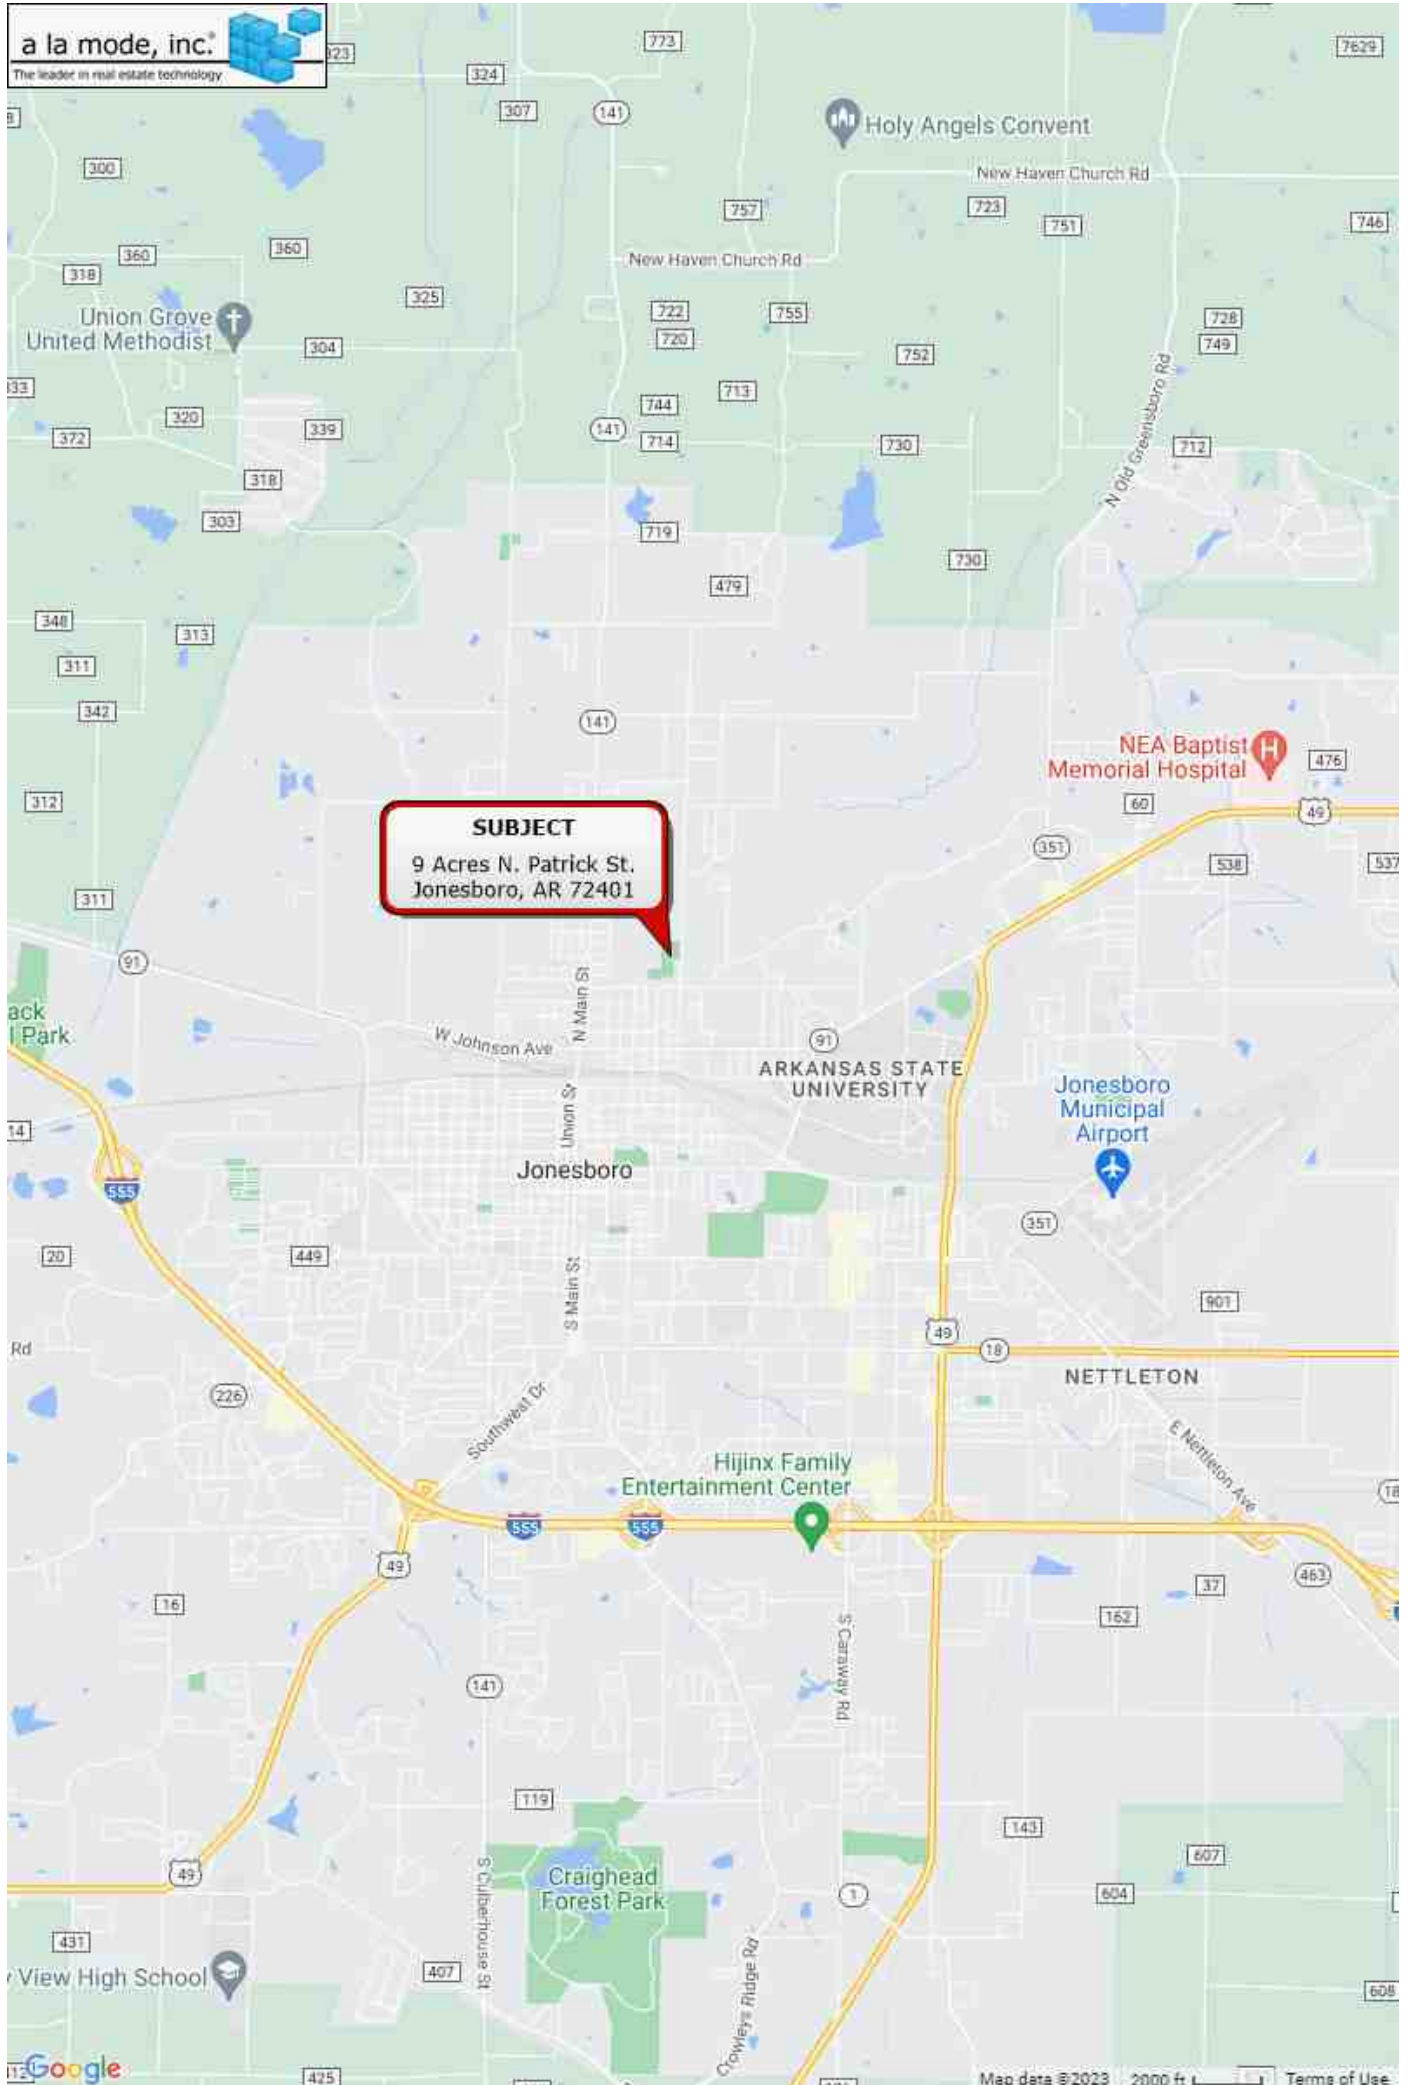 a la mode, inc.®
The leader in real estate technology
323
773
7629
324
307
141
Holy Angels Convent
300
New Haven Church Rd
757
723
751
746
360
360
318
New Haven Church Rd
325
Union Grove
United Methodist
722
755
728
720
749
304
752
713
N Old Greensboro Rd
744
320
339
141
372
714
730
712
318
303
719
730
479
348
313
311
342
141
NEA Baptist
Memorial Hospital
476
312
60
49
SUBJECT
9 Acres N. Patrick St.
Jonesboro, AR 72401
351
538
537
311
91
N Main St
ack
l Park
W Johnson Ave
91
ARKANSAS STATE
UNIVERSITY
Jonesboro
Municipal
Airport
Union St
14
Jonesboro
555
351
20
449
S Main St
901
49
18
Rd
NETTLETON
226
Southwest Dr
E Nettleton Ave
Hijinx Family
Entertainment Center
18
555
555
49
463
37
16
162
S Caraway Rd
141
119
143
607
49
S Culberhouse St
Craighead
Forest Park
1
604
431
Crowleys Ridge Rd
View High School
407
608
Google
425
Map data ©2023
2000 ft
Terms of Use